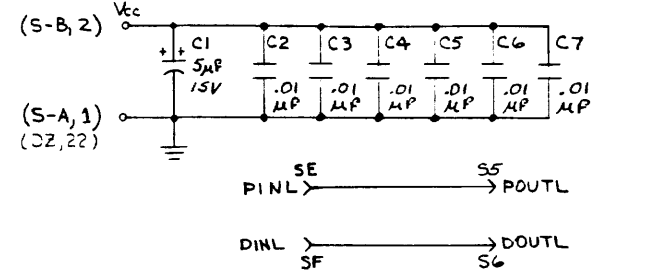 (S-B, 2) Vcc
C1 C2 C3 C4 C5 C6 C7
+ +
5µf
15V
.01 .01 .01 .01 .01 .01
µf µf µf µf µf µf
(S-A, 1)
(DZ, 22)
SE S5
PINL POUTL
DINL DOUTL
SF S6